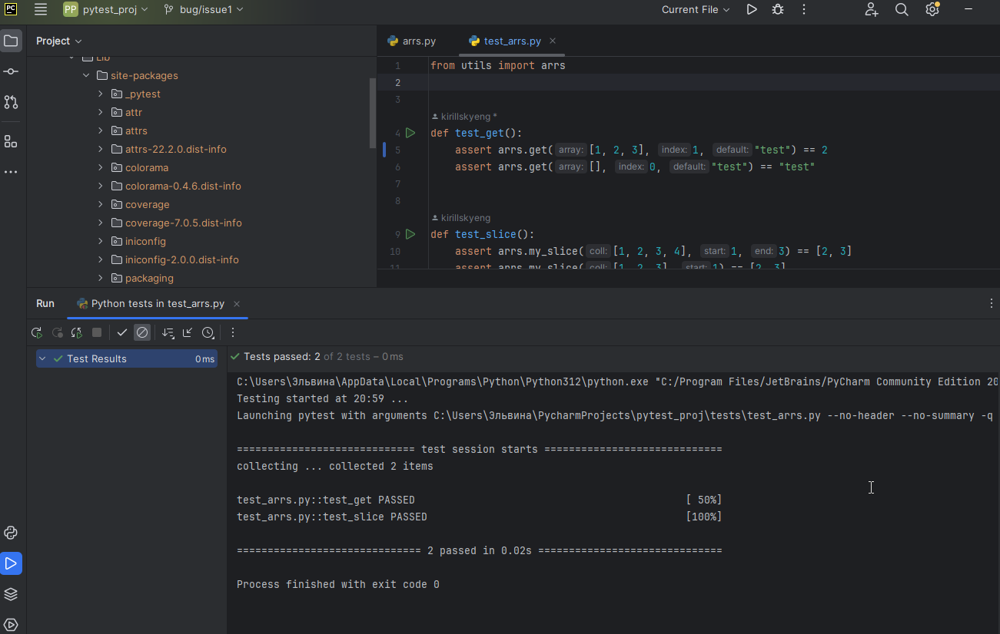 PC PP pytest_proj bug/issue1 Current File
Project
Lib
site-packages
_pytest
attr
attrs
attrs-22.2.0.dist-info
colorama
colorama-0.4.6.dist-info
coverage
coverage-7.0.5.dist-info
iniconfig
iniconfig-2.0.0.dist-info
packaging
arrs.py test_arrs.py
1 from utils import arrs
2
3
kirillskyeng *
4 def test_get():
5 assert arrs.get( array: [1, 2, 3], index: 1, default: "test") == 2
6 assert arrs.get( array: [], index: 0, default: "test") == "test"
7
8
kirillskyeng
9 def test_slice():
10 assert arrs.my_slice( coll: [1, 2, 3, 4], start: 1, end: 3) == [2, 3]
11 assert arrs.my_slice( coll: [1, 2, 3], start: 1) == [2, 3]
Run Python tests in test_arrs.py
Test Results 0 ms
Tests passed: 2 of 2 tests – 0 ms
C:\Users\Эльвина\AppData\Local\Programs\Python\Python312\python.exe "C:/Program Files/JetBrains/PyCharm Community Edition 20
Testing started at 20:59 ...
Launching pytest with arguments C:\Users\Эльвина\PycharmProjects\pytest_proj\tests\test_arrs.py --no-header --no-summary -q
============================= test session starts =============================
collecting ... collected 2 items
test_arrs.py::test_get PASSED [ 50%]
test_arrs.py::test_slice PASSED [100%]
============================== 2 passed in 0.02s ==============================
Process finished with exit code 0